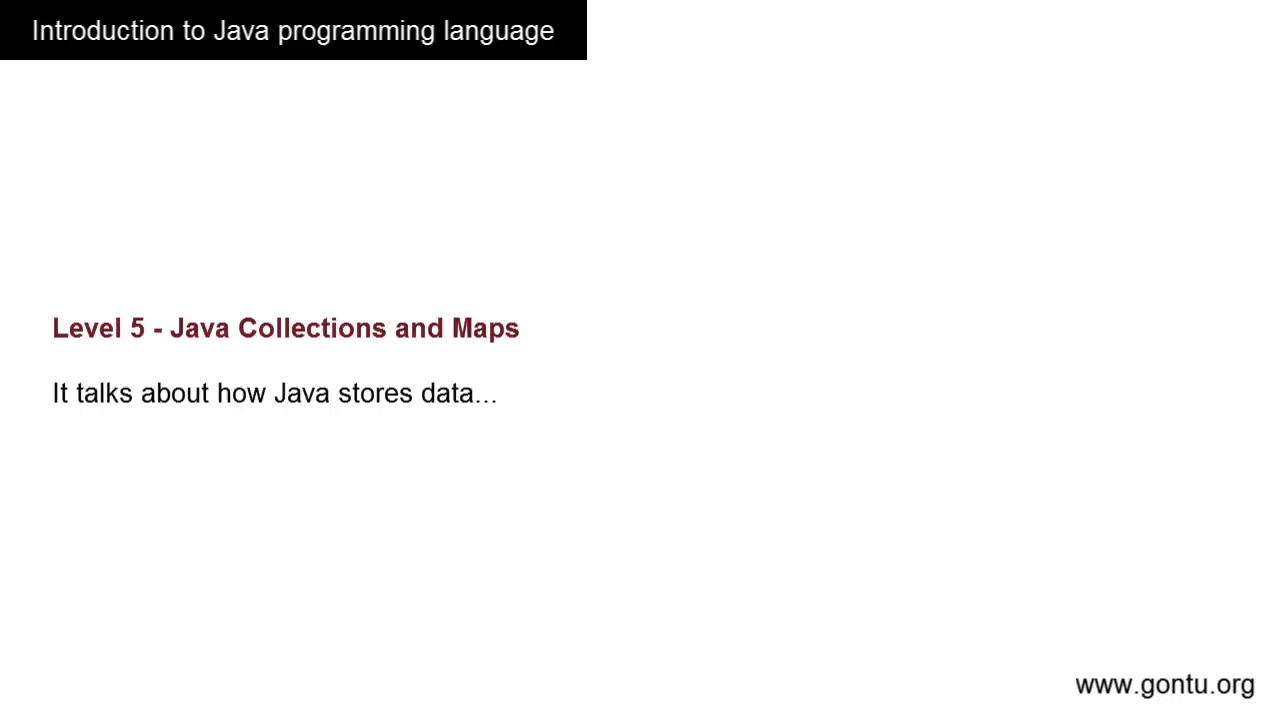 Introduction to Java programming language
Level 5 - Java Collections and Maps
It talks about how Java stores data...
www.gontu.org